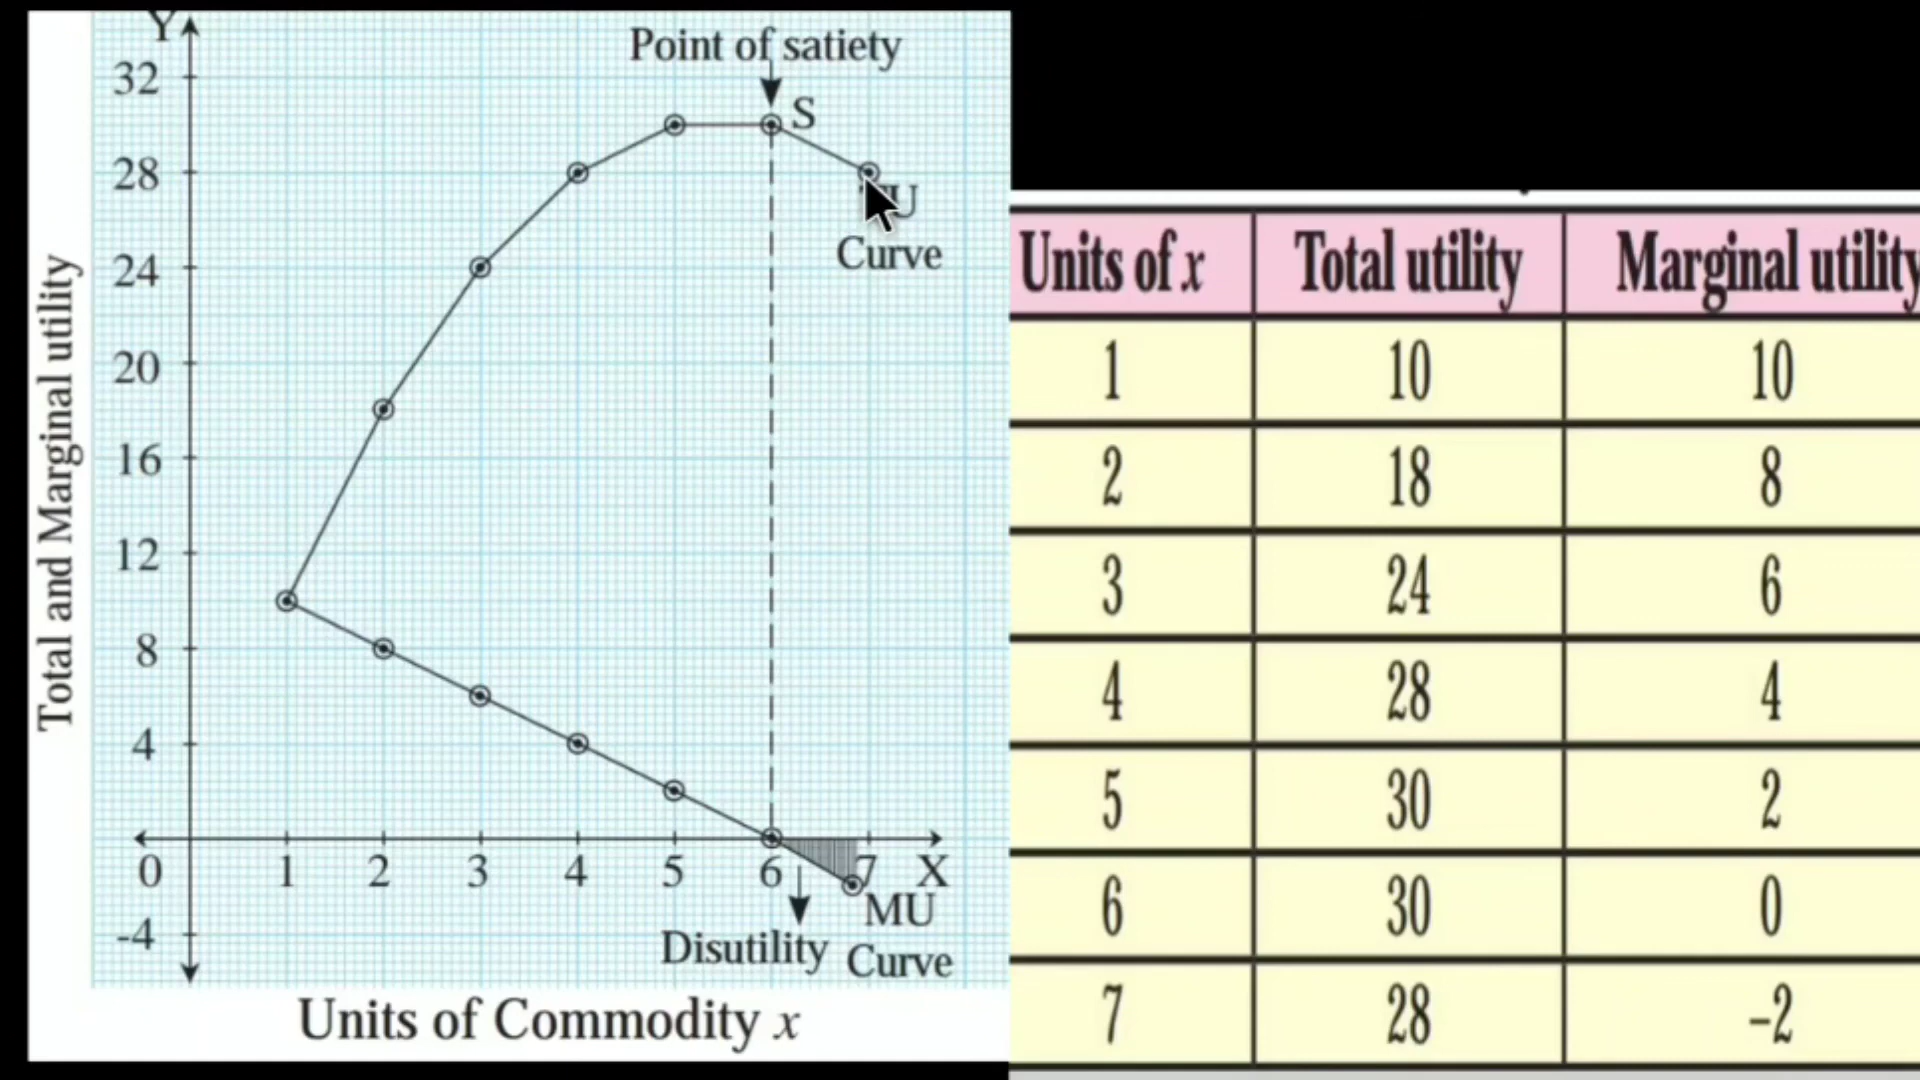 Y
Point of satiety
S
32
28
24
20
16
12
8
4
0
-4
1 2 3 4 5 6 7 X
U
Curve
MU
Curve
Disutility
Total and Marginal utility
Units of Commodity x
Units of x Total utility Marginal utility
1 10 10
2 18 8
3 24 6
4 28 4
5 30 2
6 30 0
7 28 –2